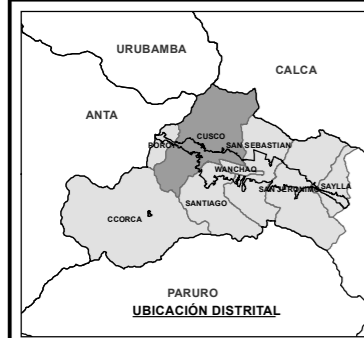 URUBAMBA
CALCA
ANTA
CUSCO
POROY
SAN SEBASTIAN
WANCHAQ
SAN JERONIMO
SAYLLA
SANTIAGO
CCORCA
PARURO
UBICACIÓN DISTRITAL